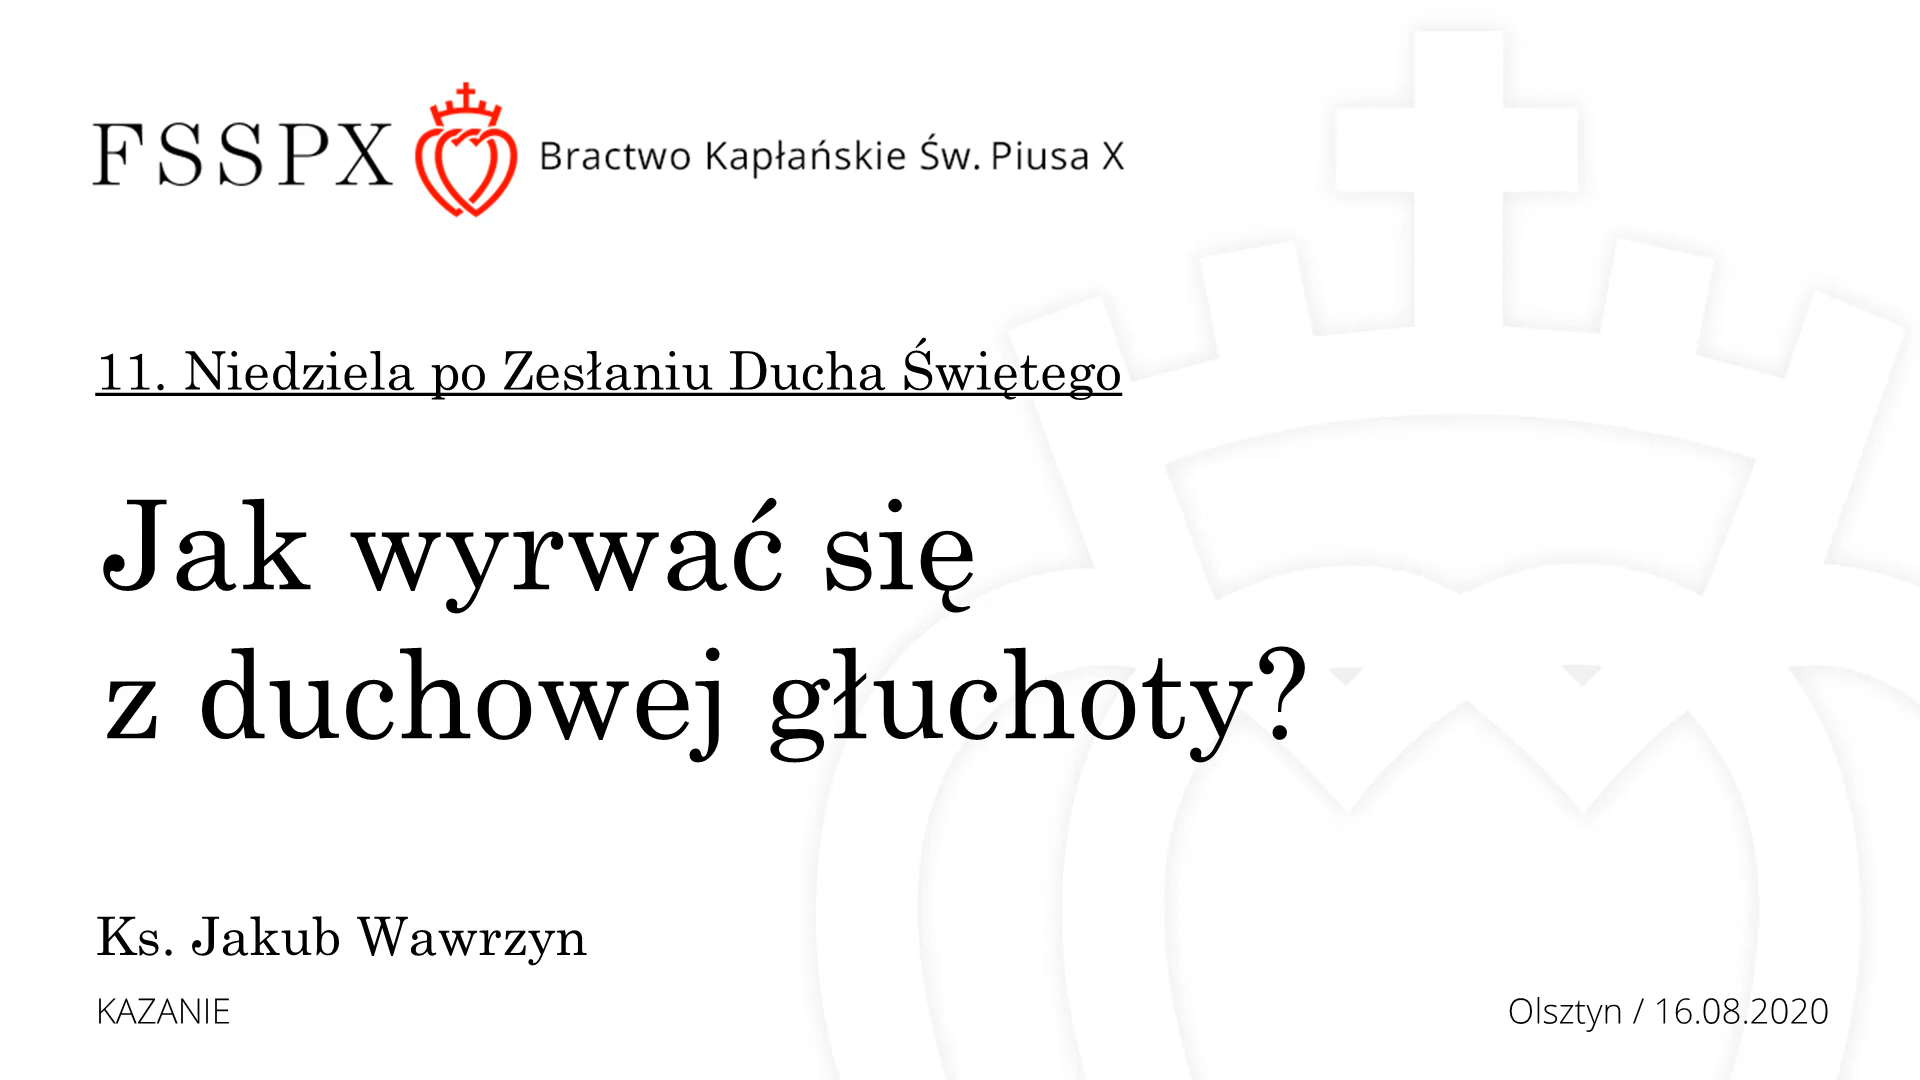 FSSPX Bractwo Kapłańskie Św. Piusa X
11. Niedziela po Zesłaniu Ducha Świętego
Jak wyrwać się
z duchowej głuchoty?
Ks. Jakub Wawrzyn
KAZANIE
Olsztyn / 16.08.2020